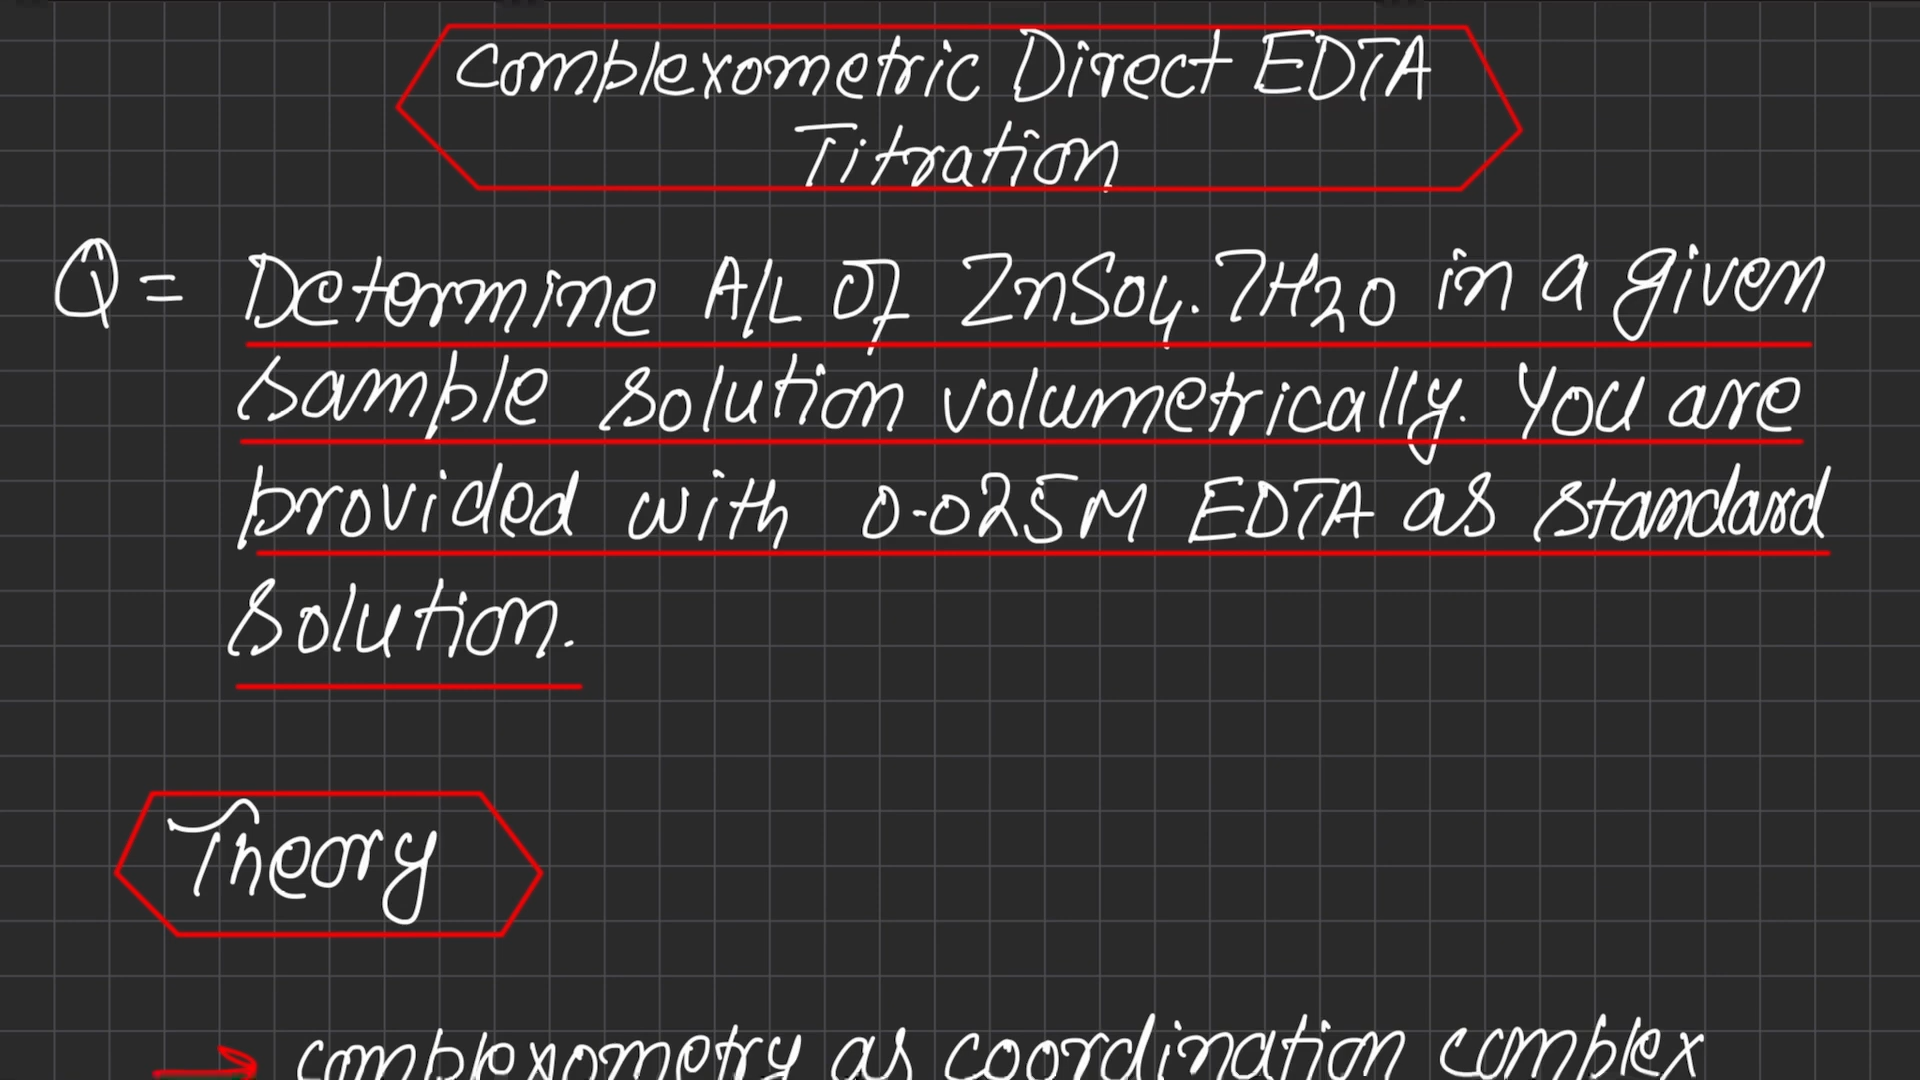 Complexometric Direct EDTA
Titration
Q = Determine A/L Of ZnSo4.7H2O in a given
sample solution volumetrically. You are
provided with 0.025M EDTA as standard
solution.
Theory
→ complexometry as coordination complex